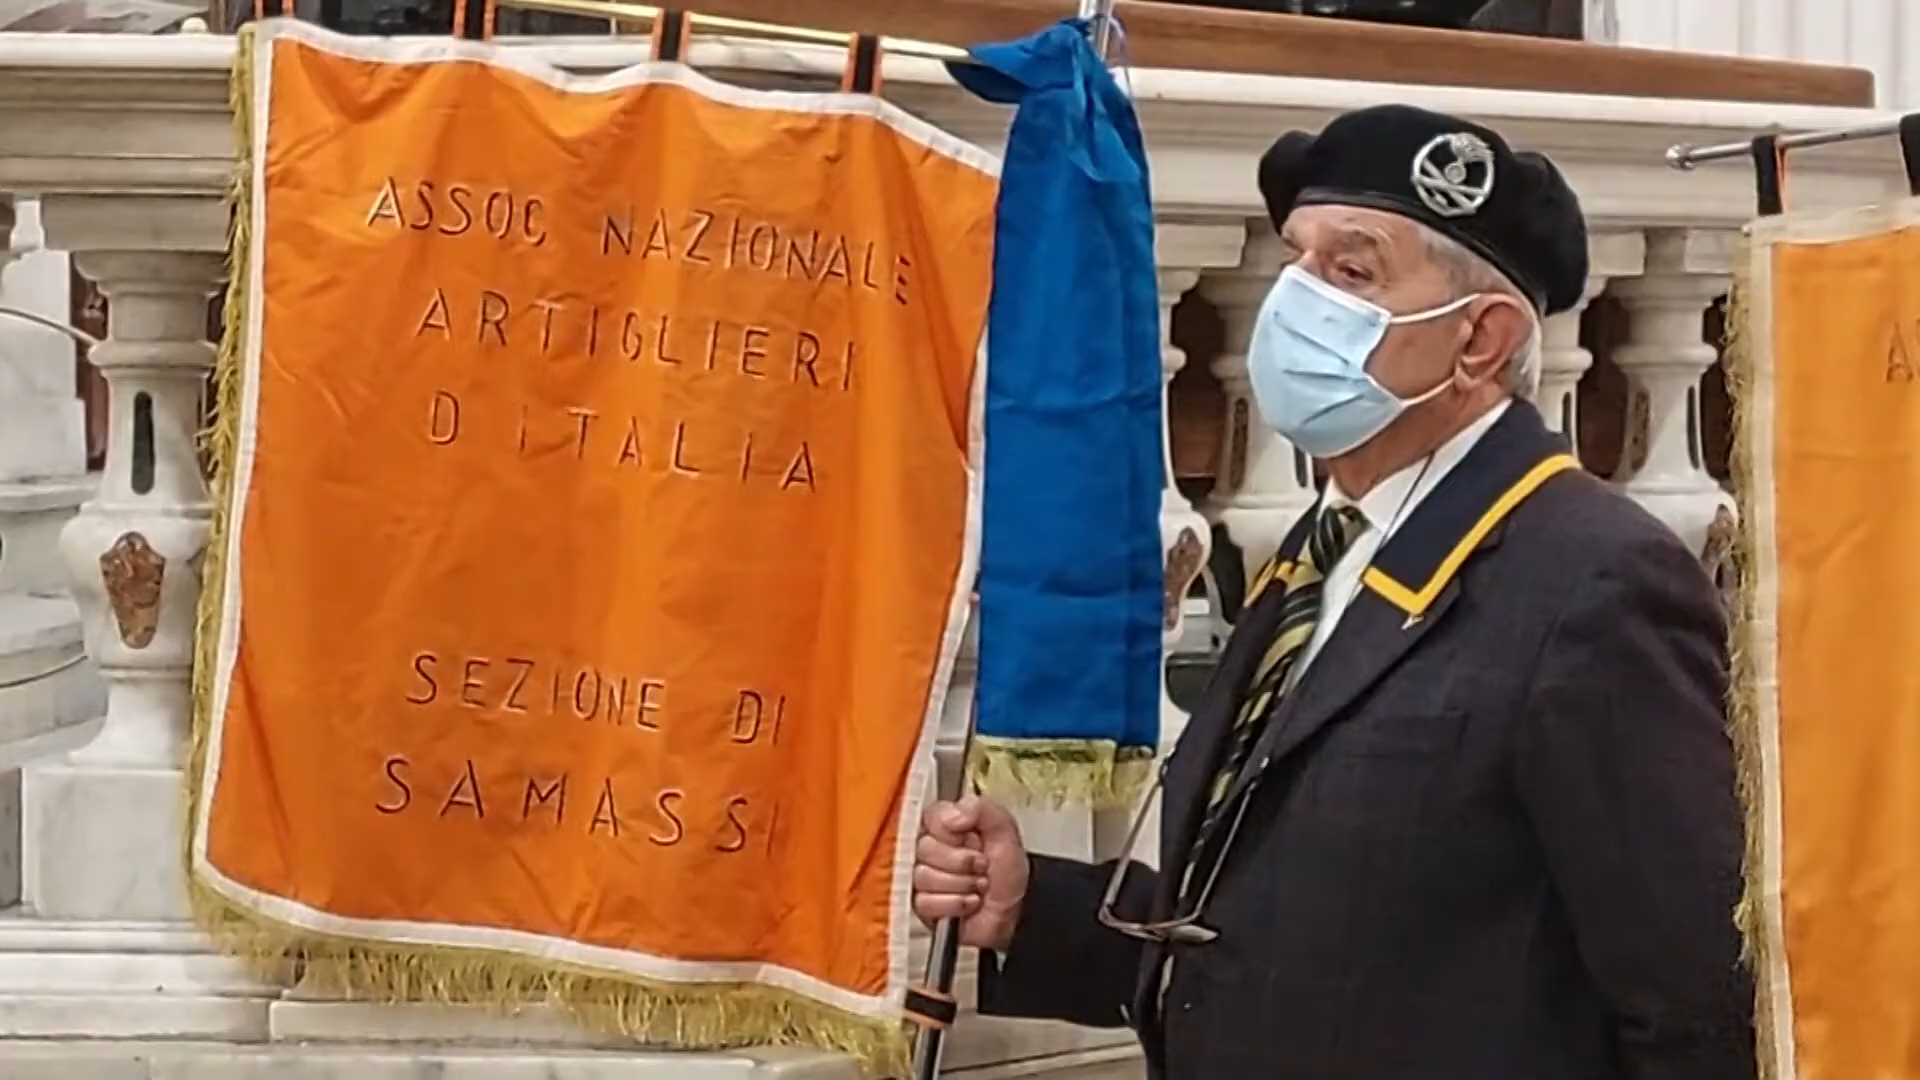 ASSOC NAZIONALE
ARTIGLIERI
D ITALIA
SEZIONE DI
SAMASSI
A